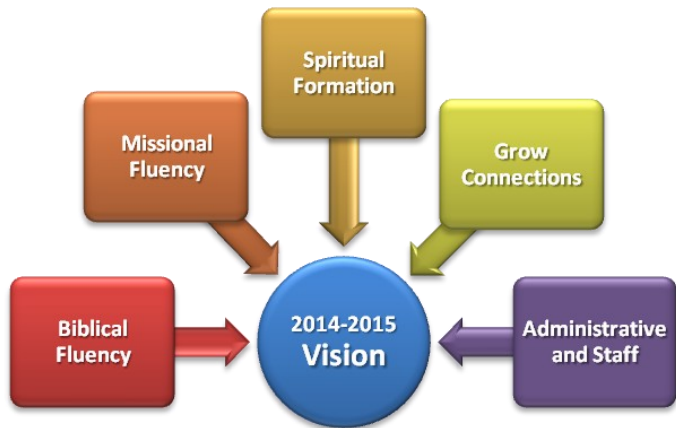 Spiritual
Formation
Missional
Fluency
Grow
Connections
Biblical
Fluency
2014-2015
Vision
Administrative
and Staff